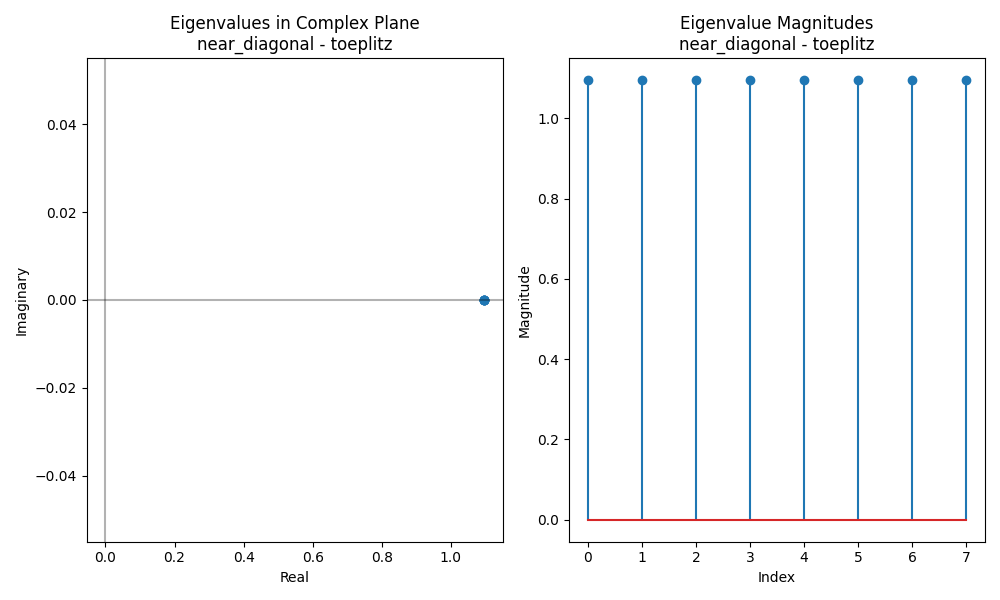 Eigenvalues in Complex Plane
near_diagonal - toeplitz
0.04
0.02
0.00
−0.02
−0.04
Imaginary
0.0 0.2 0.4 0.6 0.8 1.0
Real
Eigenvalue Magnitudes
near_diagonal - toeplitz
1.0
0.8
0.6
0.4
0.2
0.0
Magnitude
0 1 2 3 4 5 6 7
Index